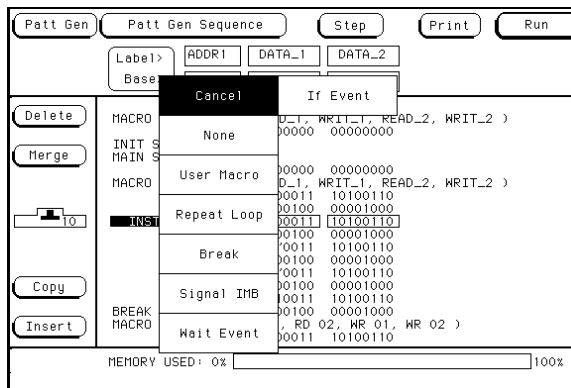 Patt Gen Patt Gen Sequence Step Print Run
Label> ADDR1 DATA_1 DATA_2
Base
Cancel If Event
Delete MACRO D_1, WRIT_1, READ_2, WRIT_2 )
00000 00000000
None
INIT S
Merge MAIN S
00000 00000000
User Macro
MACRO D_1, WRIT_1, READ_2, WRIT_2 )
00011 10100110
00100 00001000
Repeat Loop
10 INST 00011 10100110
00100 00001000
Break
00011 10100110
00100 00001000
00011 10100110
00100 00001000
Copy Signal IMB
10011 10100110
00100 00001000
BREAK
Insert MACRO , RD 02, WR 01, WR 02 )
Wait Event
00011 10100110
MEMORY USED: 0% 100%